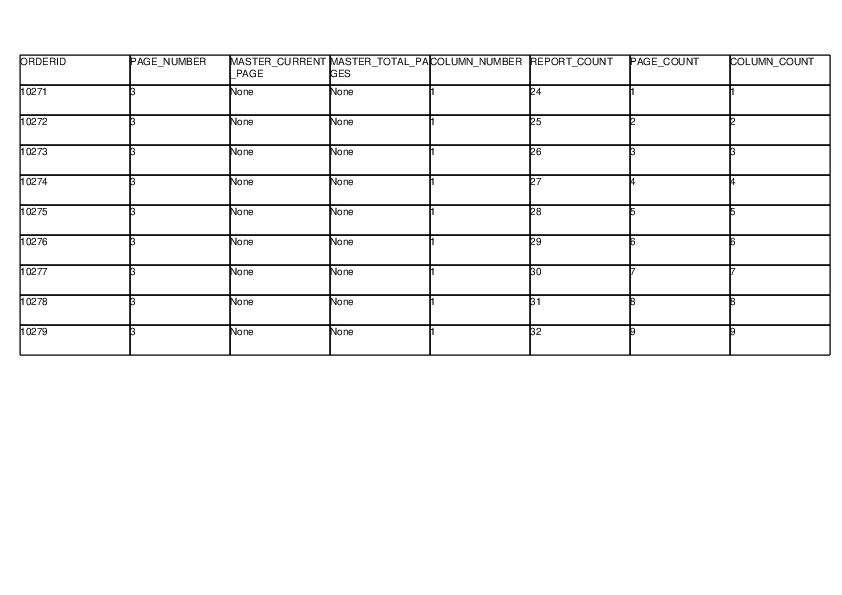 ORDERID PAGE_NUMBER MASTER_CURRENT MASTER_TOTAL_PA COLUMN_NUMBER REPORT_COUNT PAGE_COUNT COLUMN_COUNT
_PAGE GES
10271 3 None None 1 24 1 1
10272 3 None None 1 25 2 2
10273 3 None None 1 26 3 3
10274 3 None None 1 27 4 4
10275 3 None None 1 28 5 5
10276 3 None None 1 29 6 6
10277 3 None None 1 30 7 7
10278 3 None None 1 31 8 8
10279 3 None None 1 32 9 9